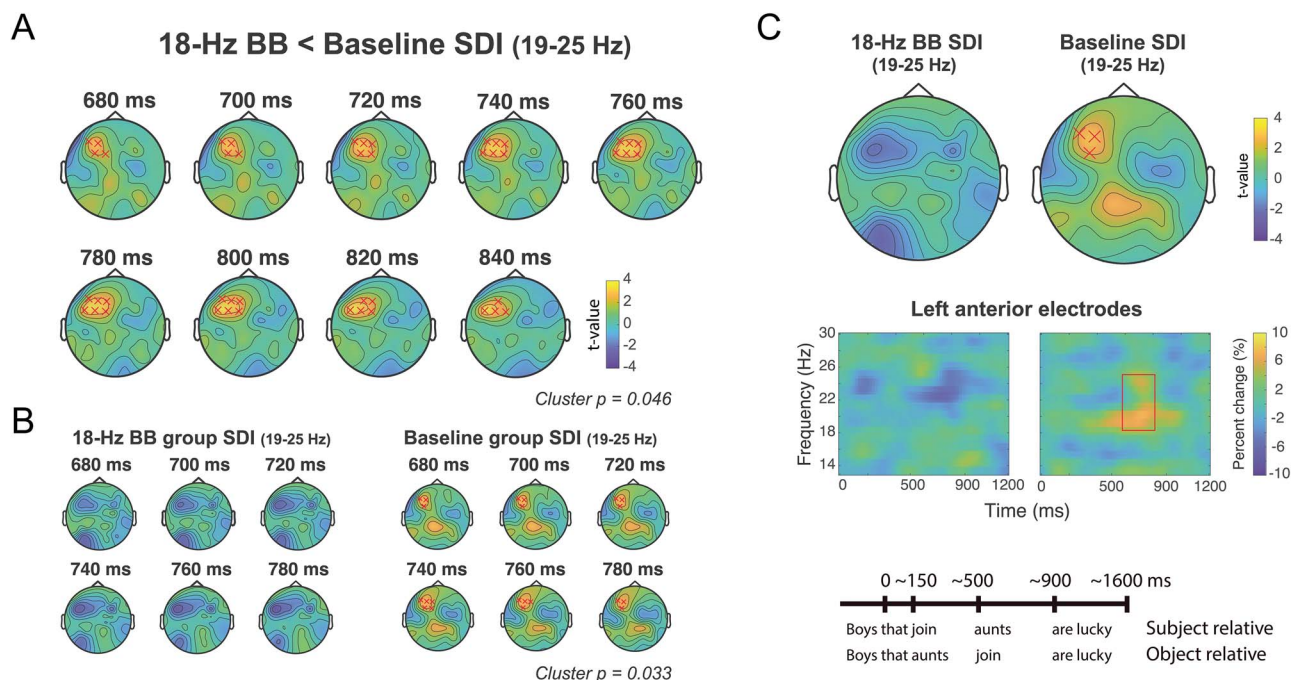 A
18-Hz BB < Baseline SDI (19-25 Hz)
680 ms 700 ms 720 ms 740 ms 760 ms
780 ms 800 ms 820 ms 840 ms
4
2
0
-2
-4
t-value
Cluster p = 0.046
B
18-Hz BB group SDI (19-25 Hz)
680 ms 700 ms 720 ms
740 ms 760 ms 780 ms
Baseline group SDI (19-25 Hz)
680 ms 700 ms 720 ms
740 ms 760 ms 780 ms
Cluster p = 0.033
C
18-Hz BB SDI
(19-25 Hz)
Baseline SDI
(19-25 Hz)
4
2
0
-2
-4
t-value
Left anterior electrodes
Frequency (Hz)
30
26
22
18
14
0 500 900 1200
0 500 900 1200
Time (ms)
10
6
2
-2
-6
-10
Percent change (%)
0 ~150 ~500 ~900 ~1600 ms
Boys that join aunts are lucky Subject relative
Boys that aunts join are lucky Object relative